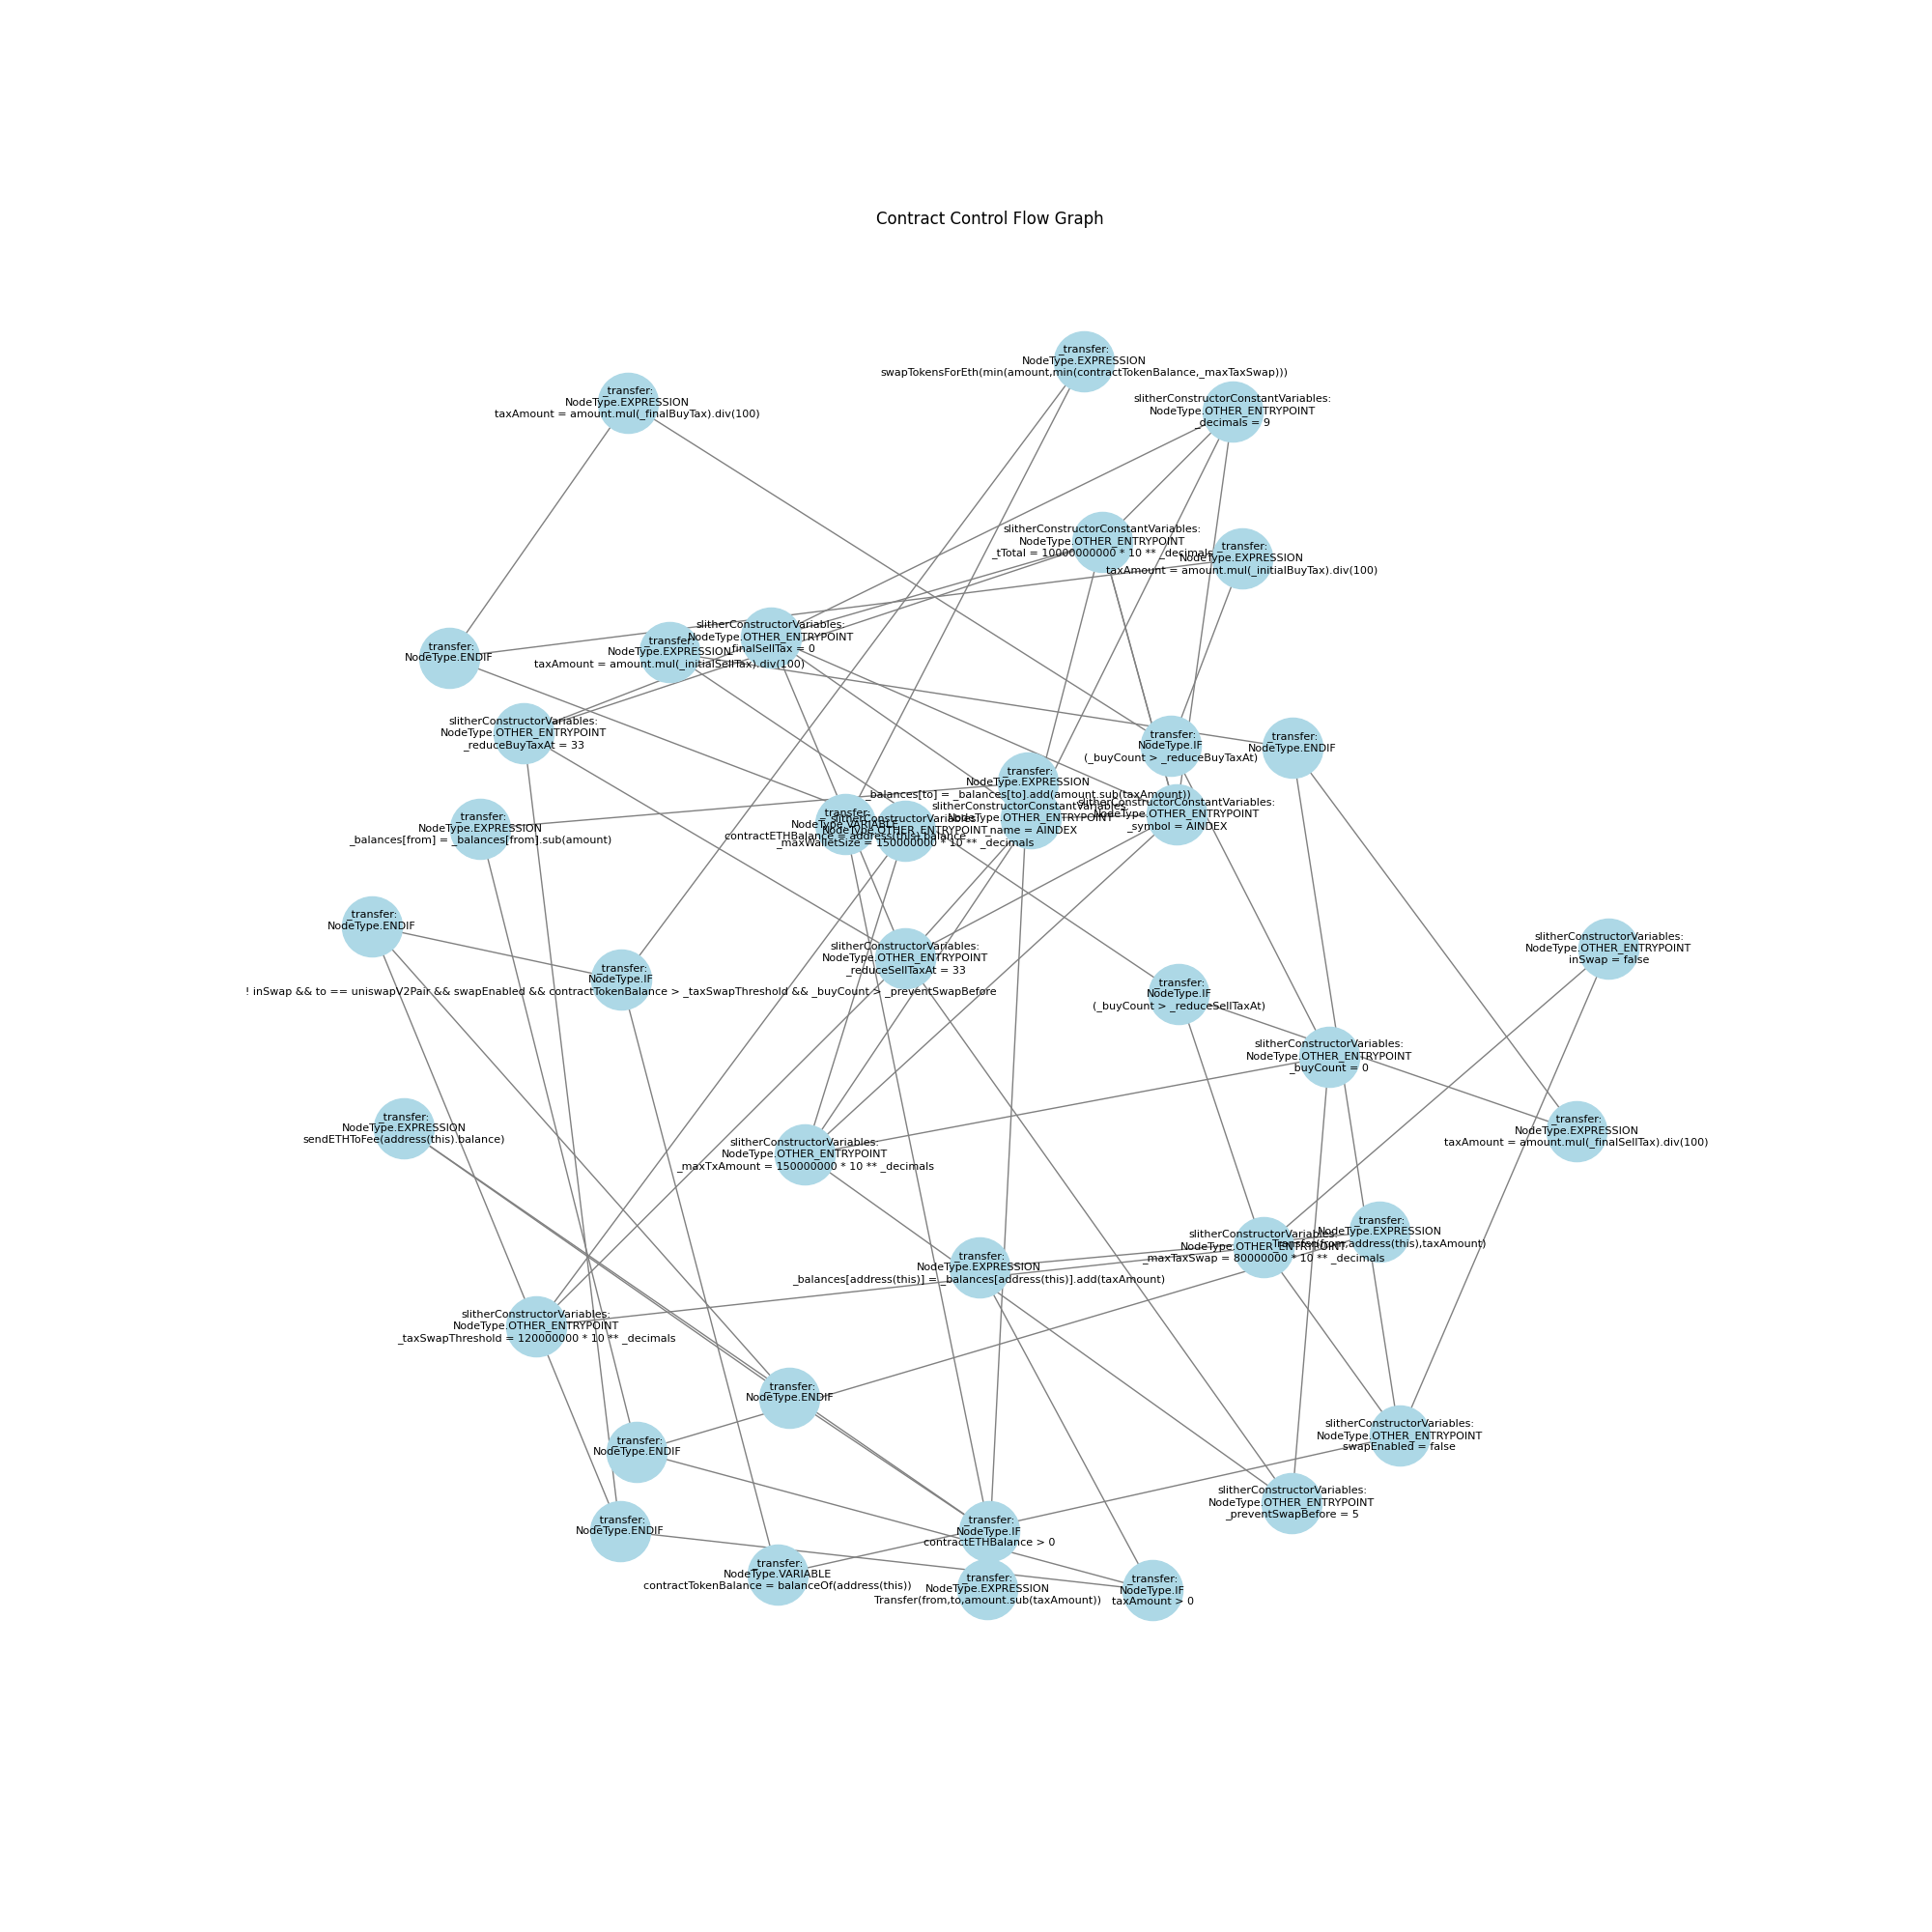 Contract Control Flow Graph
_transfer:
NodeType.EXPRESSION
swapTokensForEth(min(amount,min(contractTokenBalance,_maxTaxSwap)))
_transfer:
NodeType.EXPRESSION
taxAmount = amount.mul(_finalBuyTax).div(100)
slitherConstructorConstantVariables:
NodeType.OTHER_ENTRYPOINT
_decimals = 9
slitherConstructorConstantVariables:
NodeType.OTHER_ENTRYPOINT
_tTotal = 10000000000 * 10 ** _decimals
_transfer:
NodeType.EXPRESSION
taxAmount = amount.mul(_initialBuyTax).div(100)
slitherConstructorVariables:
NodeType.OTHER_ENTRYPOINT
_finalSellTax = 0
_transfer:
NodeType.EXPRESSION
taxAmount = amount.mul(_initialSellTax).div(100)
_transfer:
NodeType.ENDIF
slitherConstructorVariables:
NodeType.OTHER_ENTRYPOINT
_reduceBuyTaxAt = 33
_transfer:
NodeType.IF
(_buyCount > _reduceBuyTaxAt)
_transfer:
NodeType.ENDIF
_transfer:
NodeType.EXPRESSION
_balances[to] = _balances[to].add(amount.sub(taxAmount))
slitherConstructorConstantVariables:
NodeType.OTHER_ENTRYPOINT
_name = AINDEX
slitherConstructorConstantVariables:
NodeType.OTHER_ENTRYPOINT
_symbol = AINDEX
_transfer:
NodeType.VARIABLE
contractETHBalance = address(this).balance
slitherConstructorVariables:
NodeType.OTHER_ENTRYPOINT
_maxWalletSize = 150000000 * 10 ** _decimals
_transfer:
NodeType.EXPRESSION
_balances[from] = _balances[from].sub(amount)
_transfer:
NodeType.ENDIF
slitherConstructorVariables:
NodeType.OTHER_ENTRYPOINT
inSwap = false
slitherConstructorVariables:
NodeType.OTHER_ENTRYPOINT
_reduceSellTaxAt = 33
_transfer:
NodeType.IF
! inSwap && to == uniswapV2Pair && swapEnabled && contractTokenBalance > _taxSwapThreshold && _buyCount > _preventSwapBefore
_transfer:
NodeType.IF
(_buyCount > _reduceSellTaxAt)
slitherConstructorVariables:
NodeType.OTHER_ENTRYPOINT
_buyCount = 0
_transfer:
NodeType.EXPRESSION
sendETHToFee(address(this).balance)
_transfer:
NodeType.EXPRESSION
taxAmount = amount.mul(_finalSellTax).div(100)
slitherConstructorVariables:
NodeType.OTHER_ENTRYPOINT
_maxTxAmount = 150000000 * 10 ** _decimals
_transfer:
NodeType.EXPRESSION
Transfer(from,address(this),taxAmount)
slitherConstructorVariables:
NodeType.OTHER_ENTRYPOINT
_maxTaxSwap = 80000000 * 10 ** _decimals
_transfer:
NodeType.EXPRESSION
_balances[address(this)] = _balances[address(this)].add(taxAmount)
slitherConstructorVariables:
NodeType.OTHER_ENTRYPOINT
_taxSwapThreshold = 120000000 * 10 ** _decimals
_transfer:
NodeType.ENDIF
slitherConstructorVariables:
NodeType.OTHER_ENTRYPOINT
swapEnabled = false
_transfer:
NodeType.ENDIF
slitherConstructorVariables:
NodeType.OTHER_ENTRYPOINT
_preventSwapBefore = 5
_transfer:
NodeType.ENDIF
_transfer:
NodeType.IF
contractETHBalance > 0
_transfer:
NodeType.VARIABLE
contractTokenBalance = balanceOf(address(this))
_transfer:
NodeType.EXPRESSION
Transfer(from,to,amount.sub(taxAmount))
_transfer:
NodeType.IF
taxAmount > 0